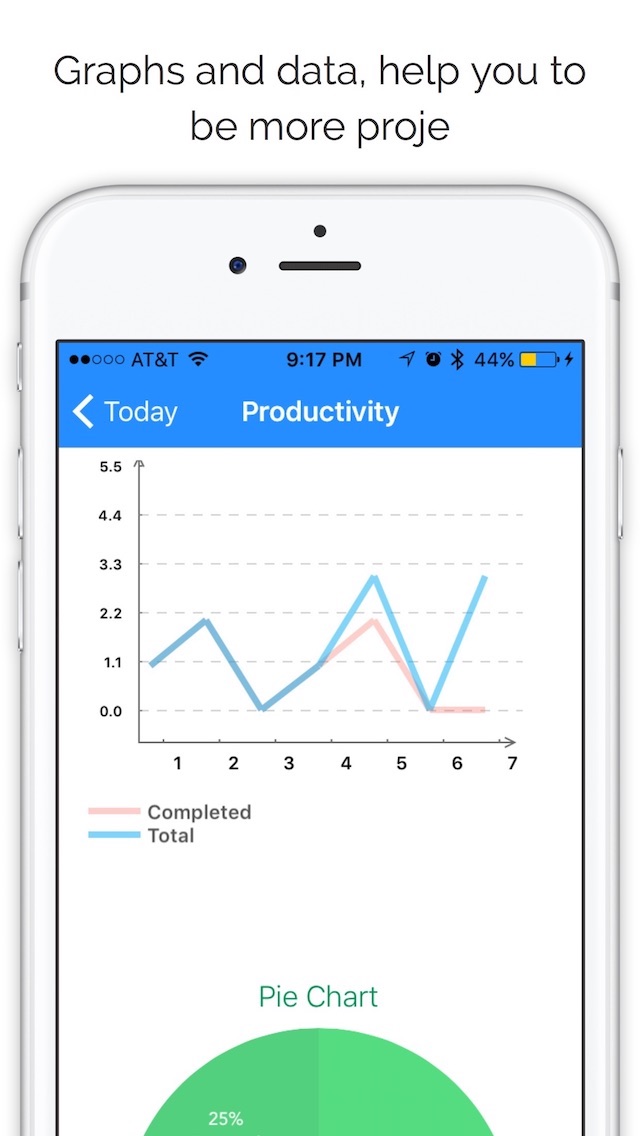 Graphs and data, help you to
be more proje
AT&T 9:17 PM 44%
Today Productivity
5.5
4.4
3.3
2.2
1.1
0.0
1 2 3 4 5 6 7
Completed
Total
Pie Chart
25%